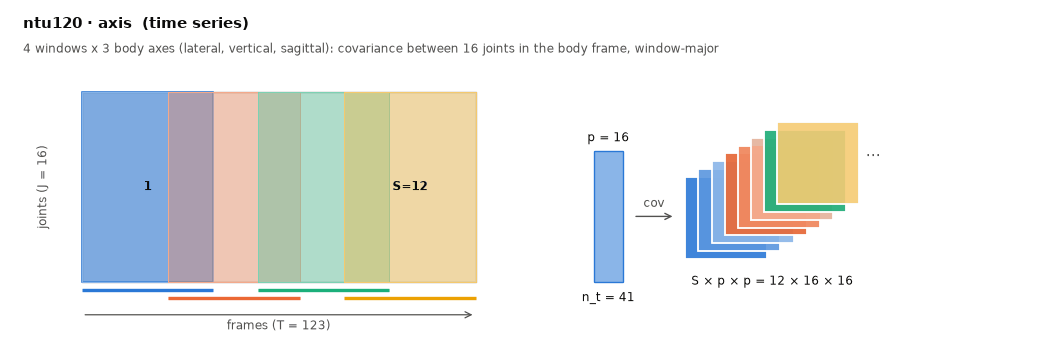 ntu120 · axis  (time series)
4 windows x 3 body axes (lateral, vertical, sagittal): covariance between 16 joints in the body frame, window-major
joints (J = 16)
1
S=12
frames (T = 123)
p = 16
n_t = 41
cov
...
S × p × p = 12 × 16 × 16